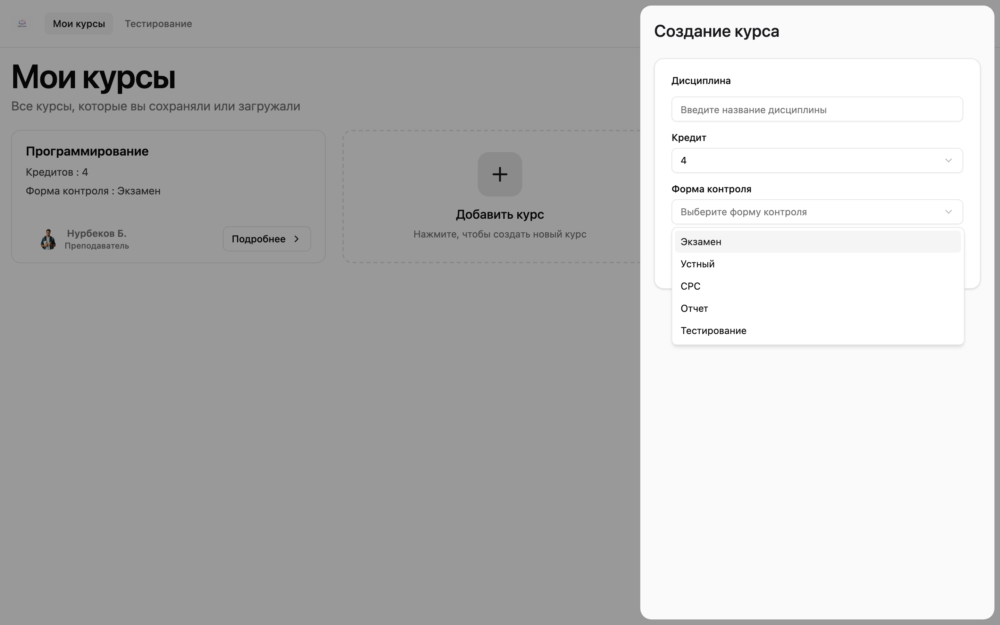 Мои курсы
Тестирование
Мои курсы
Все курсы, которые вы сохраняли или загружали
Программирование
Кредитов : 4
Форма контроля : Экзамен
Нурбеков Б.
Преподаватель
Подробнее
Добавить курс
Нажмите, чтобы создать новый курс
Создание курса
Дисциплина
Введите название дисциплины
Кредит
4
Форма контроля
Выберите форму контроля
Экзамен
Устный
СРС
Отчет
Тестирование